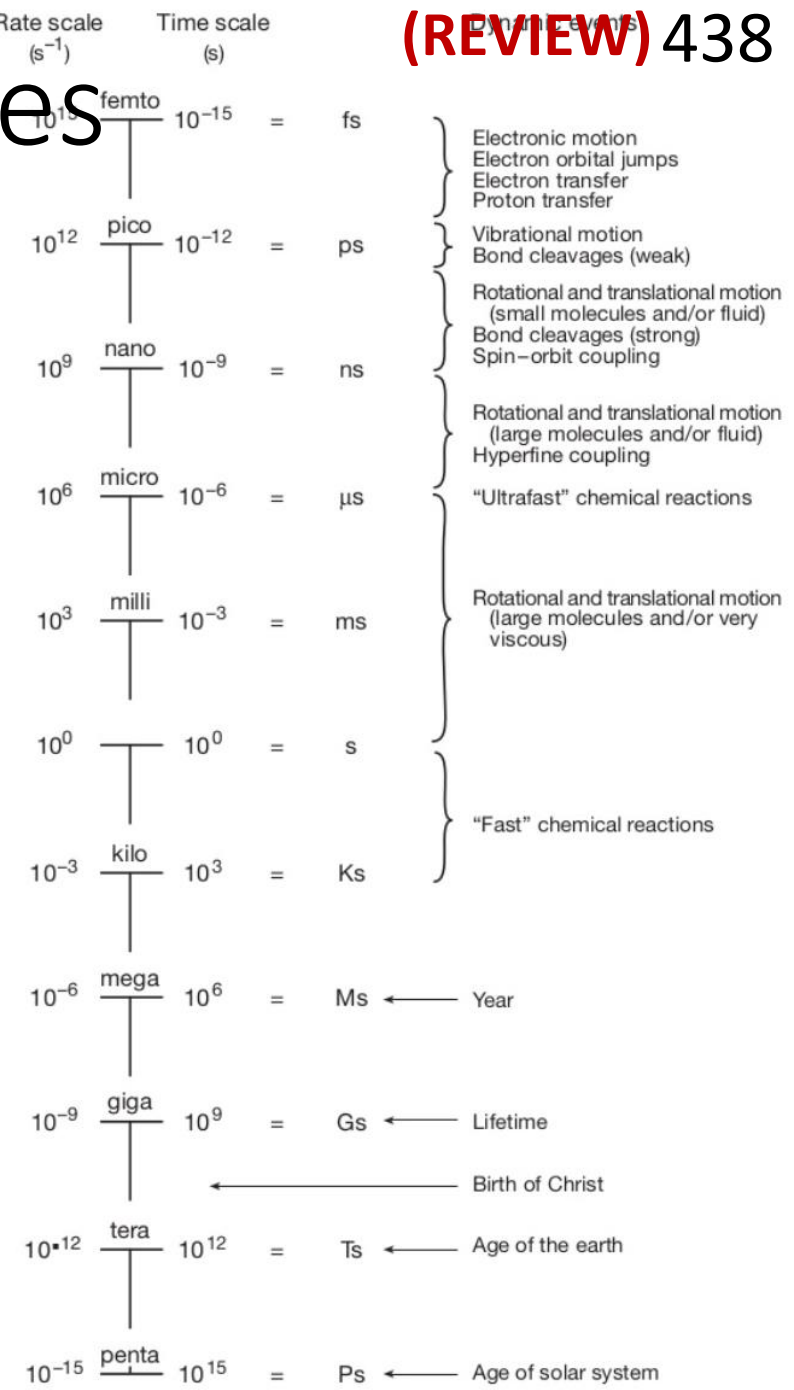 Rate scale Time scale (REVIEW) 438
(s⁻¹) (s) Dynamic events
es
femto
10¹⁵ 10⁻¹⁵ = fs
Electronic motion
Electron orbital jumps
Electron transfer
Proton transfer
pico
10¹² 10⁻¹² = ps
Vibrational motion
Bond cleavages (weak)
Rotational and translational motion
(small molecules and/or fluid)
Bond cleavages (strong)
Spin–orbit coupling
nano
10⁹ 10⁻⁹ = ns
Rotational and translational motion
(large molecules and/or fluid)
Hyperfine coupling
micro
10⁶ 10⁻⁶ = μs “Ultrafast” chemical reactions
milli
10³ 10⁻³ = ms
Rotational and translational motion
(large molecules and/or very
viscous)
10⁰ 10⁰ = s
“Fast” chemical reactions
kilo
10⁻³ 10³ = Ks
mega
10⁻⁶ 10⁶ = Ms Year
giga
10⁻⁹ 10⁹ = Gs Lifetime
Birth of Christ
tera
10▪¹² 10¹² = Ts Age of the earth
penta
10⁻¹⁵ 10¹⁵ = Ps Age of solar system